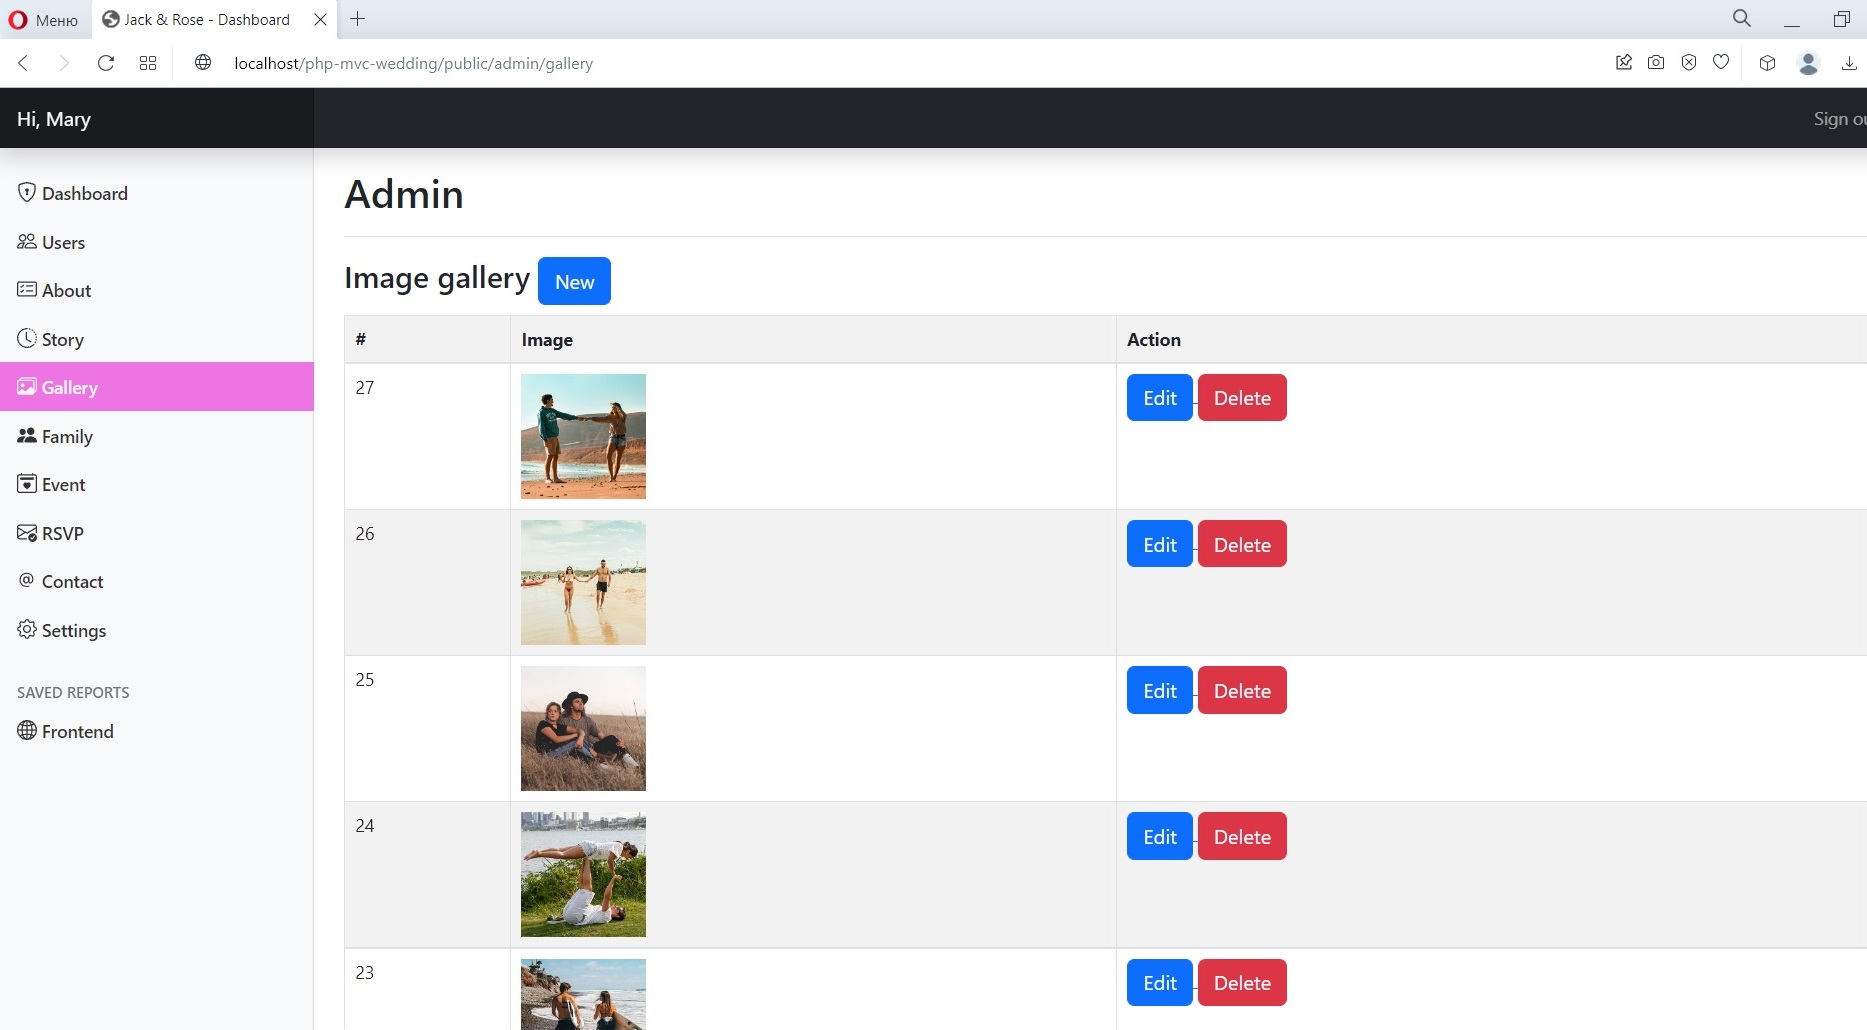 Меню
Jack & Rose - Dashboard
localhost/php-mvc-wedding/public/admin/gallery
Hi, Mary
Sign ou
Dashboard
Users
About
Story
Gallery
Family
Event
RSVP
Contact
Settings
SAVED REPORTS
Frontend
Admin
Image gallery New
# Image Action
27 Edit Delete
26 Edit Delete
25 Edit Delete
24 Edit Delete
23 Edit Delete